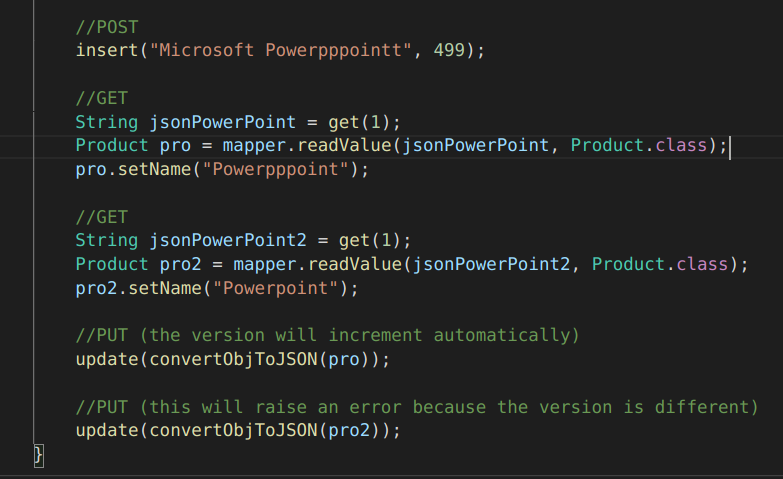 //POST
insert("Microsoft Powerpppointt", 499);
//GET
String jsonPowerPoint = get(1);
Product pro = mapper.readValue(jsonPowerPoint, Product.class);
pro.setName("Powerpppoint");
//GET
String jsonPowerPoint2 = get(1);
Product pro2 = mapper.readValue(jsonPowerPoint2, Product.class);
pro2.setName("Powerpoint");
//PUT (the version will increment automatically)
update(convertObjToJSON(pro));
//PUT (this will raise an error because the version is different)
update(convertObjToJSON(pro2));
}